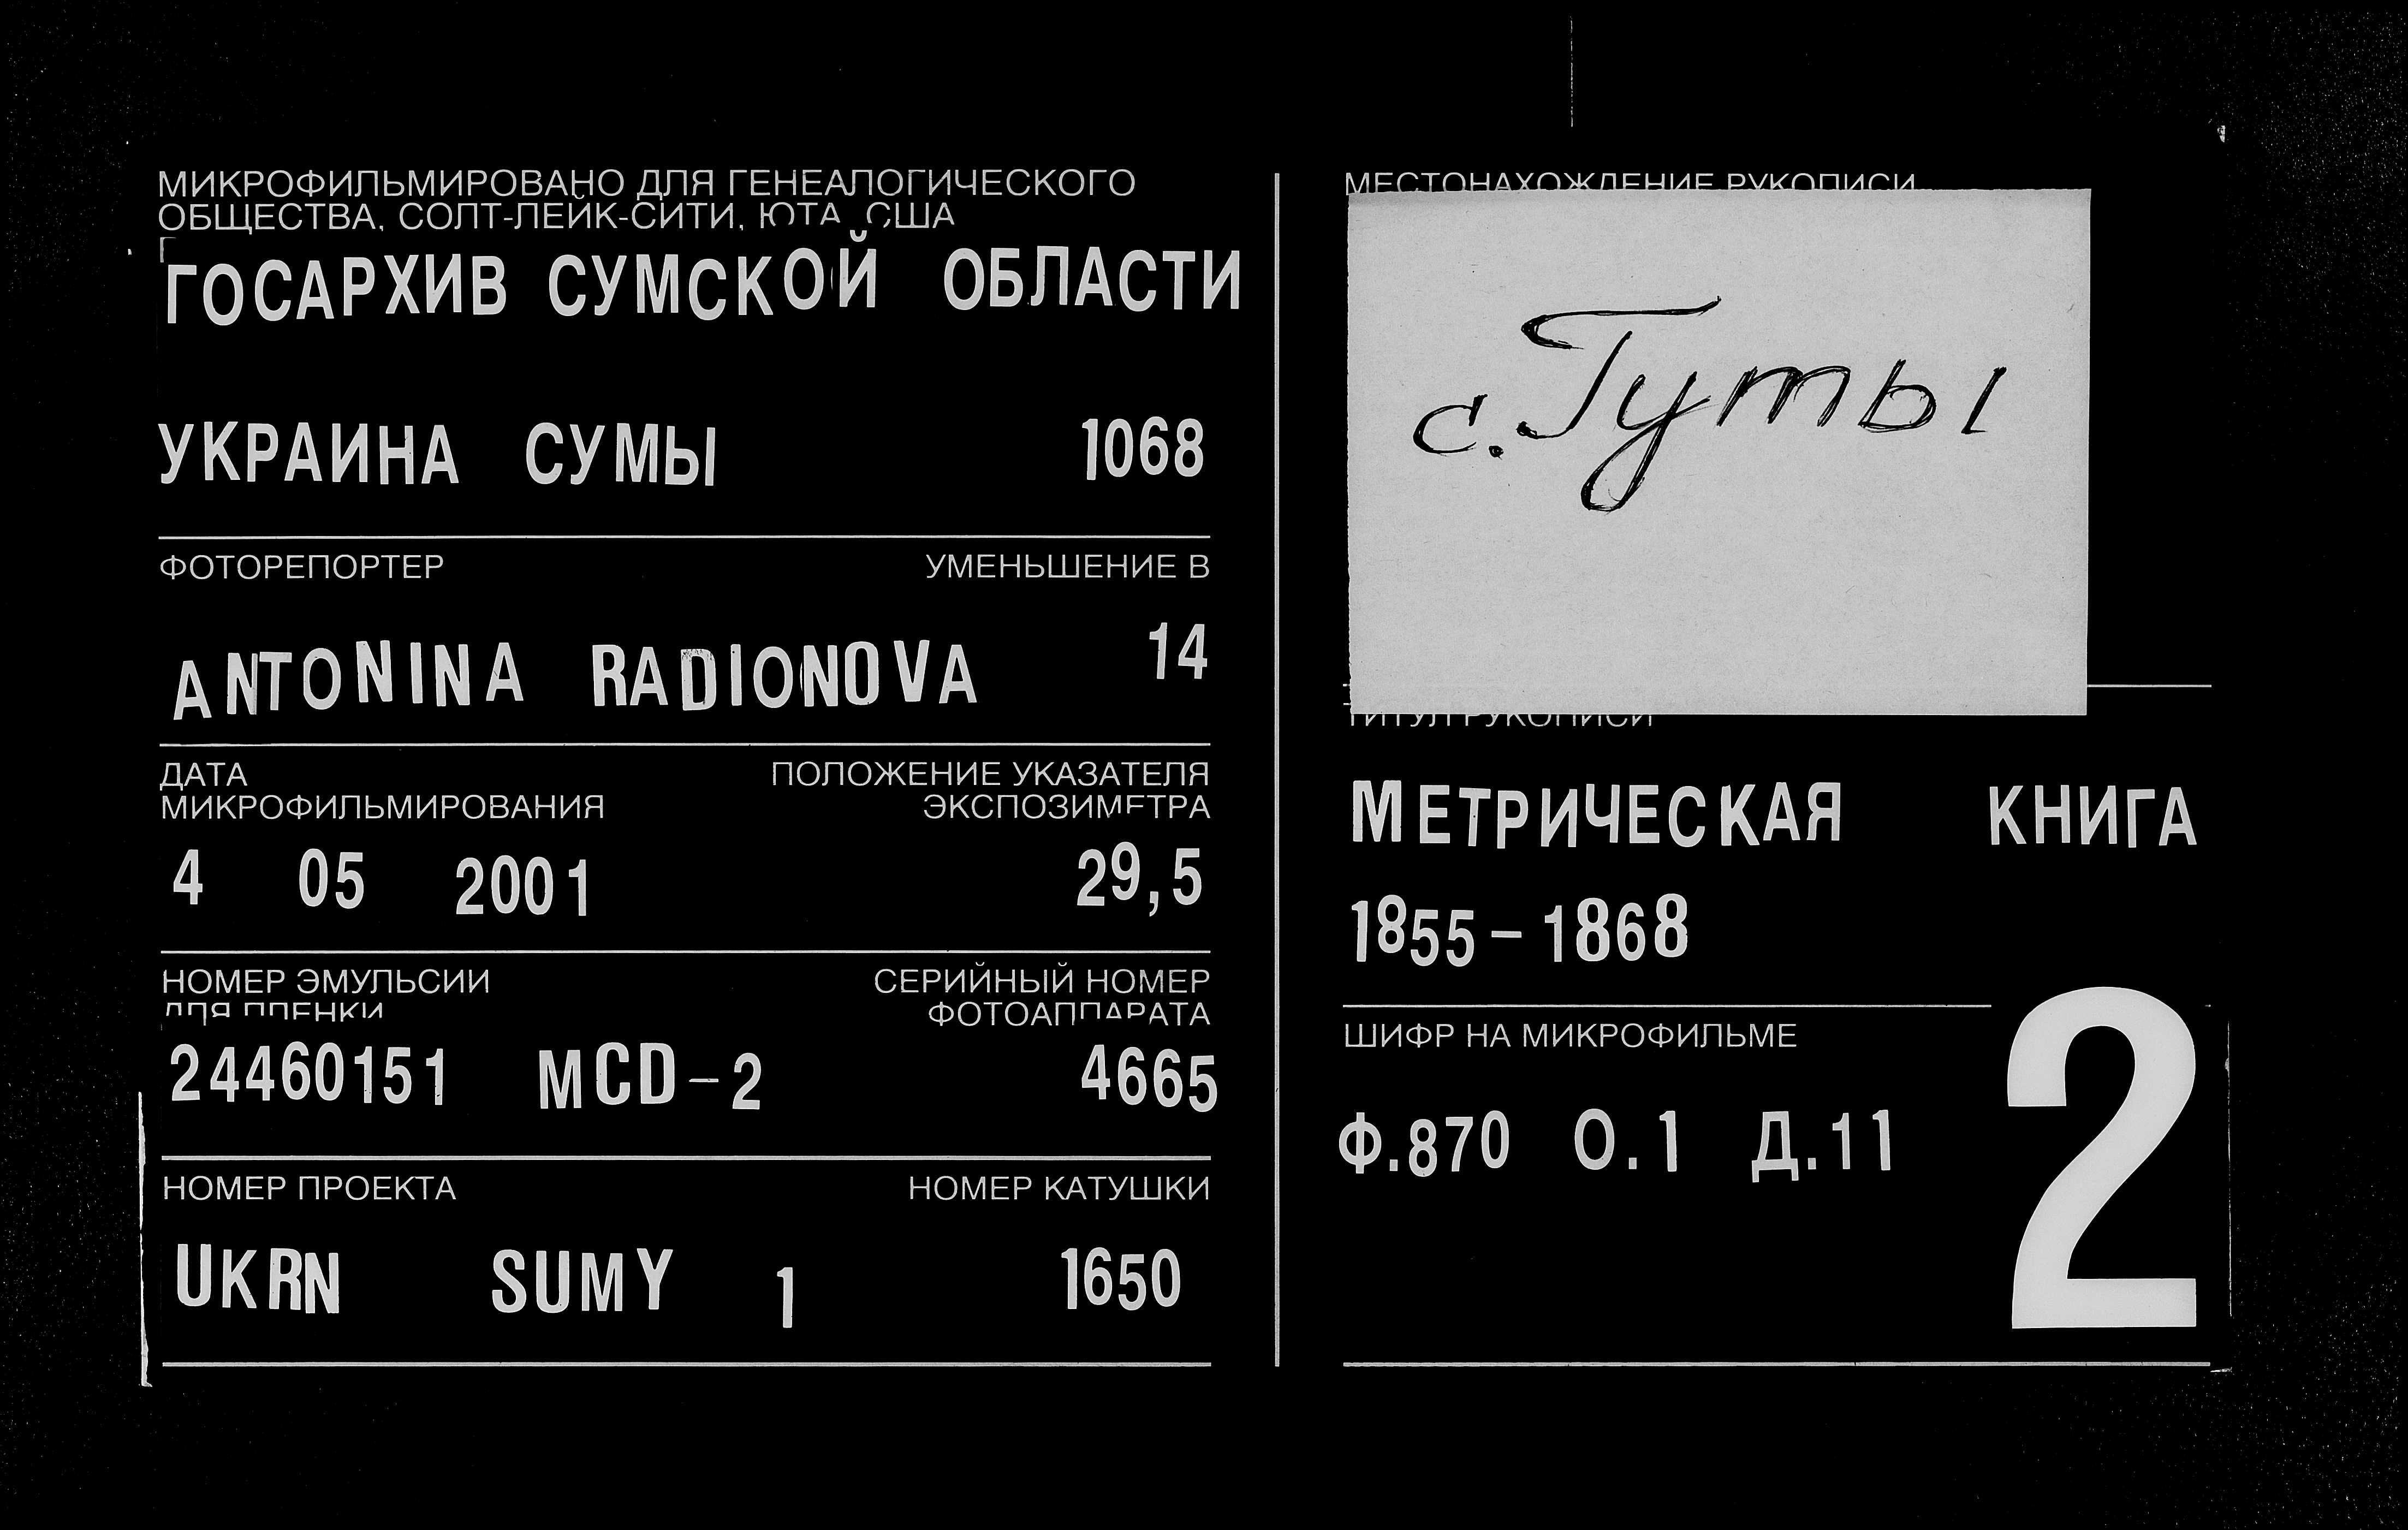 МИКРОФИЛЬМИРОВАНО ДЛЯ ГЕНЕАЛОГИЧЕСКОГО
ОБЩЕСТВА, СОЛТ-ЛЕЙК-СИТИ, ЮТА, США
ГОСАРХИВ СУМСКОЙ ОБЛАСТИ
УКРАИНА СУМЫ 1068
ФОТОРЕПОРТЕР УМЕНЬШЕНИЕ В
ANTONINA RADIONOVA 14
ДАТА ПОЛОЖЕНИЕ УКАЗАТЕЛЯ
МИКРОФИЛЬМИРОВАНИЯ ЭКСПОЗИМЕТРА
4 05 2001 29,5
НОМЕР ЭМУЛЬСИИ СЕРИЙНЫЙ НОМЕР
ДЛЯ ПЛЕНКИ ФОТОАППАРАТА
24460151 MCD-2 4665
НОМЕР ПРОЕКТА НОМЕР КАТУШКИ
UKRN SUMY 1 1650
МЕСТОНАХОЖДЕНИЕ РУКОПИСИ
с. Гуты
ТИТУЛ РУКОПИСИ
МЕТРИЧЕСКАЯ КНИГА
1855-1868
ШИФР НА МИКРОФИЛЬМЕ
Ф.870 О.1 Д.11
2